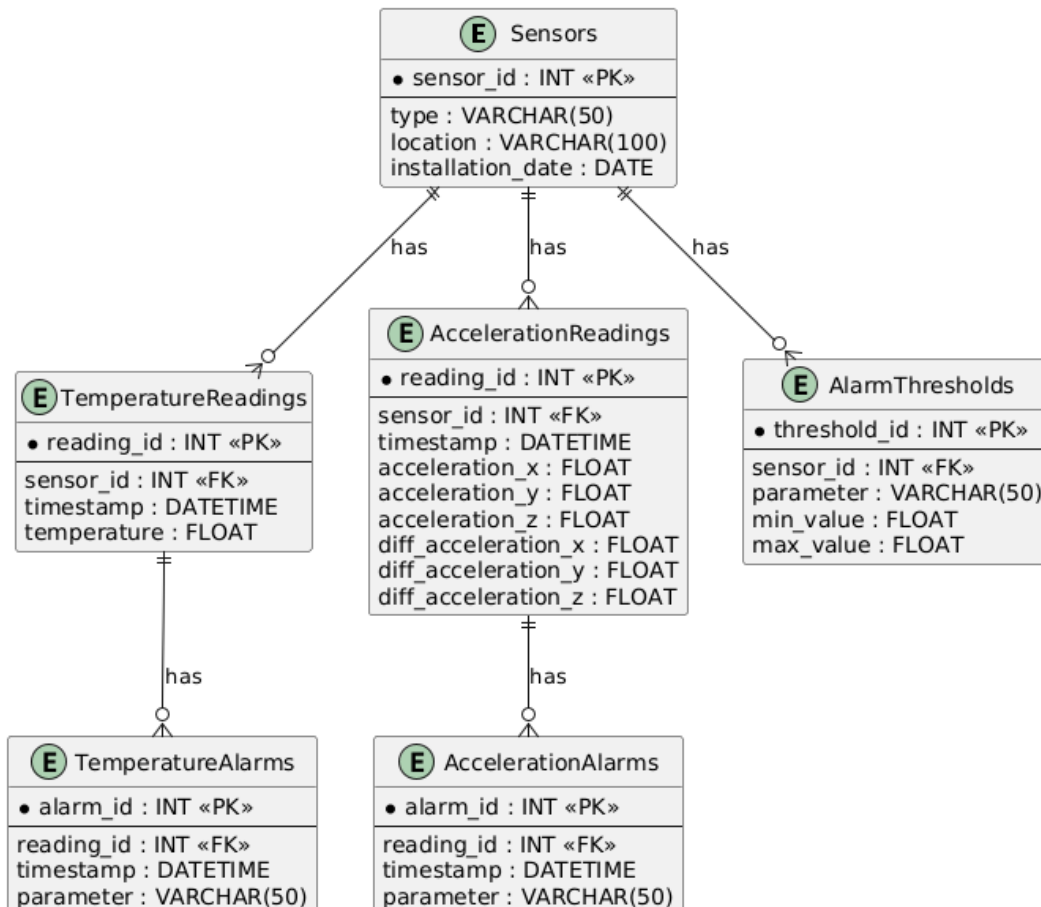 E Sensors
sensor_id : INT «PK»
type : VARCHAR(50)
location : VARCHAR(100)
installation_date : DATE
has
has
has
E TemperatureReadings
reading_id : INT «PK»
sensor_id : INT «FK»
timestamp : DATETIME
temperature : FLOAT
E AccelerationReadings
reading_id : INT «PK»
sensor_id : INT «FK»
timestamp : DATETIME
acceleration_x : FLOAT
acceleration_y : FLOAT
acceleration_z : FLOAT
diff_acceleration_x : FLOAT
diff_acceleration_y : FLOAT
diff_acceleration_z : FLOAT
E AlarmThresholds
threshold_id : INT «PK»
sensor_id : INT «FK»
parameter : VARCHAR(50)
min_value : FLOAT
max_value : FLOAT
has
has
E TemperatureAlarms
alarm_id : INT «PK»
reading_id : INT «FK»
timestamp : DATETIME
parameter : VARCHAR(50)
E AccelerationAlarms
alarm_id : INT «PK»
reading_id : INT «FK»
timestamp : DATETIME
parameter : VARCHAR(50)